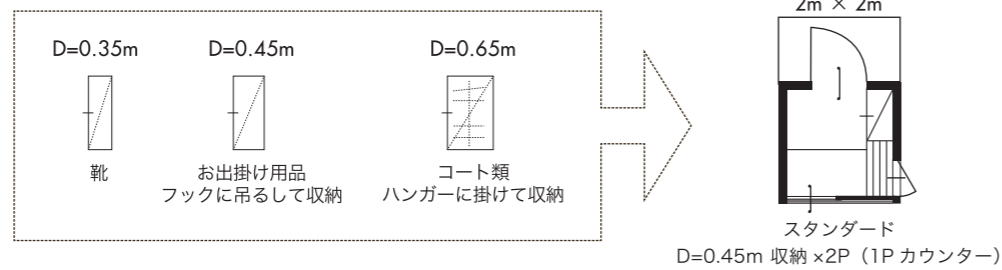 2m × 2m
D=0.35m
D=0.45m
D=0.65m
靴
お出掛け用品
フックに吊るして収納
コート類
ハンガーに掛けて収納
スタンダード
D=0.45m 収納 ×2P（1P カウンター）